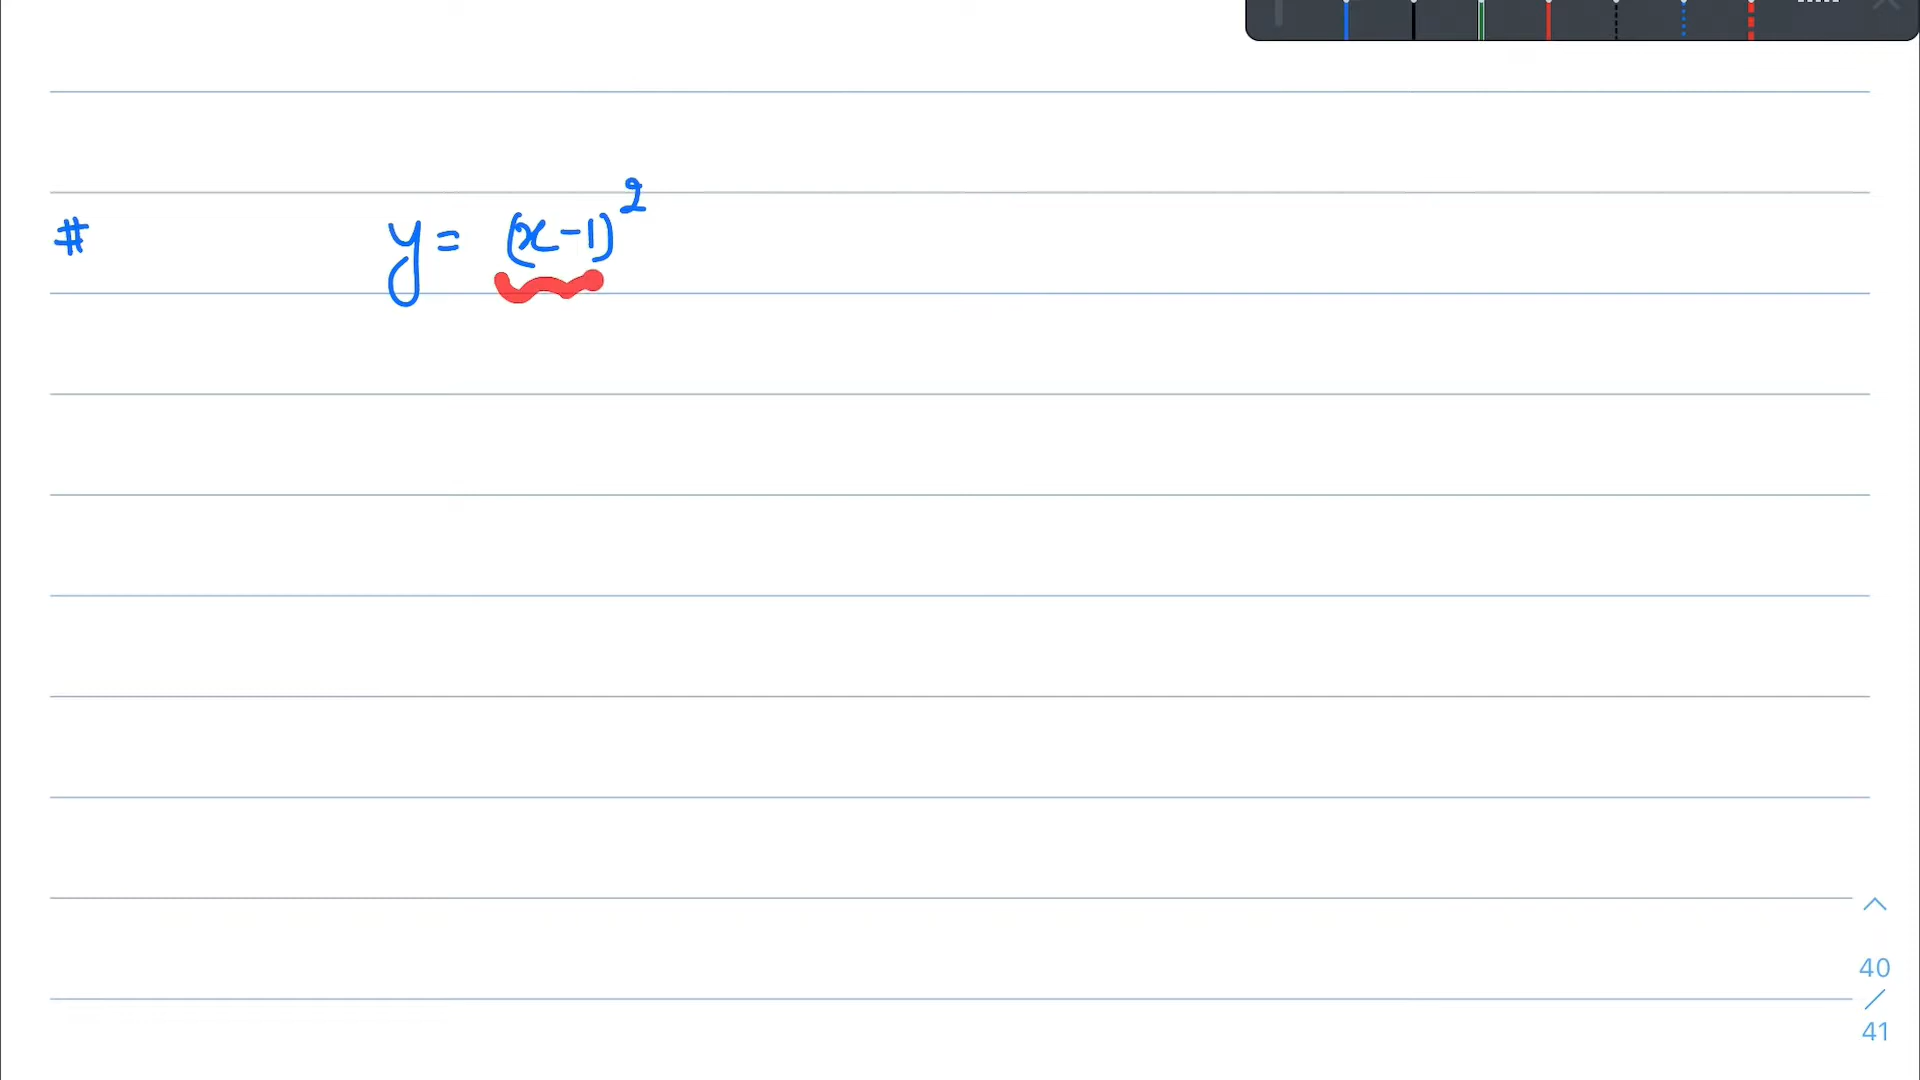 # y = (x-1)²
40
/
41